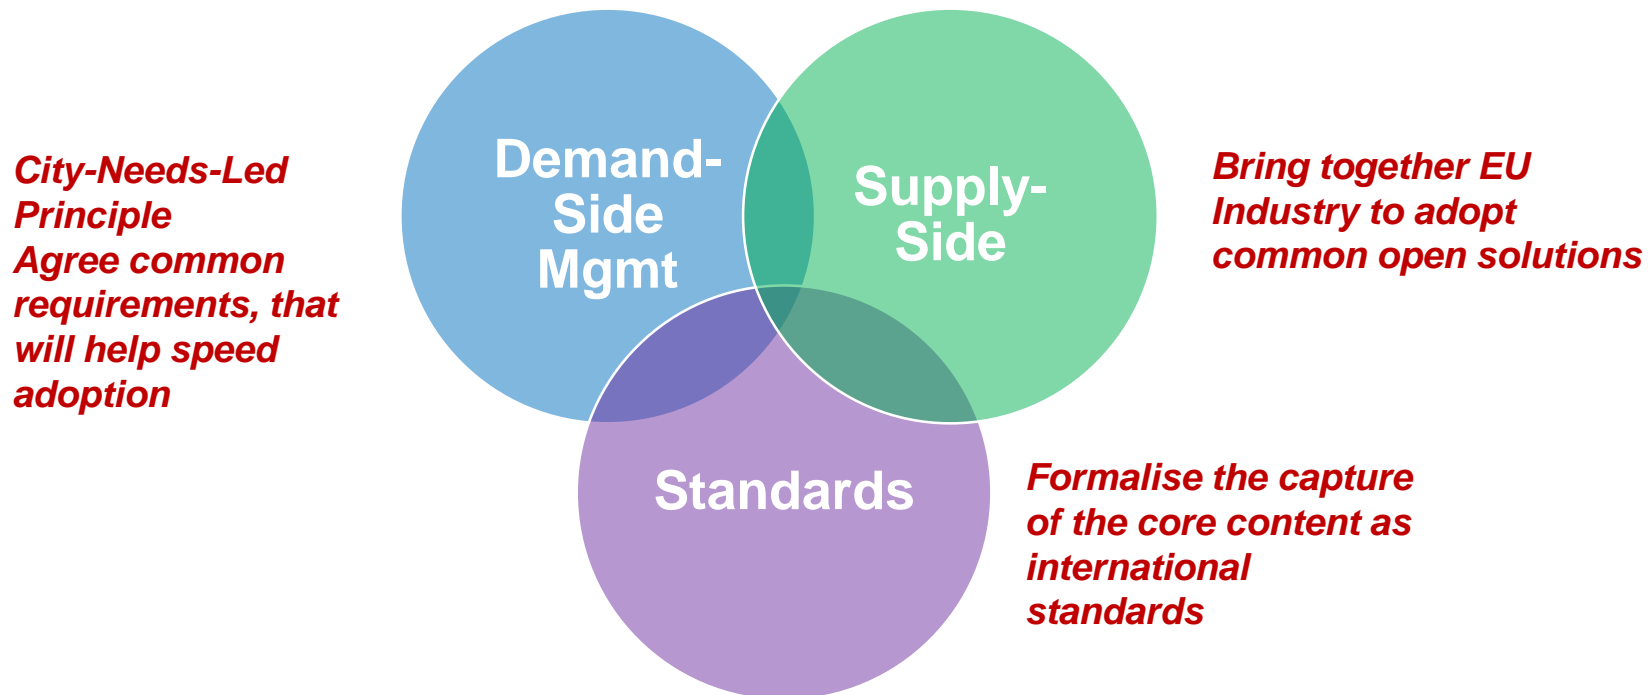 City-Needs-Led
Principle
Agree common
requirements, that
will help speed
adoption
Demand-
Side
Mgmt
Supply-
Side
Bring together EU
Industry to adopt
common open solutions
Standards
Formalise the capture
of the core content as
international
standards